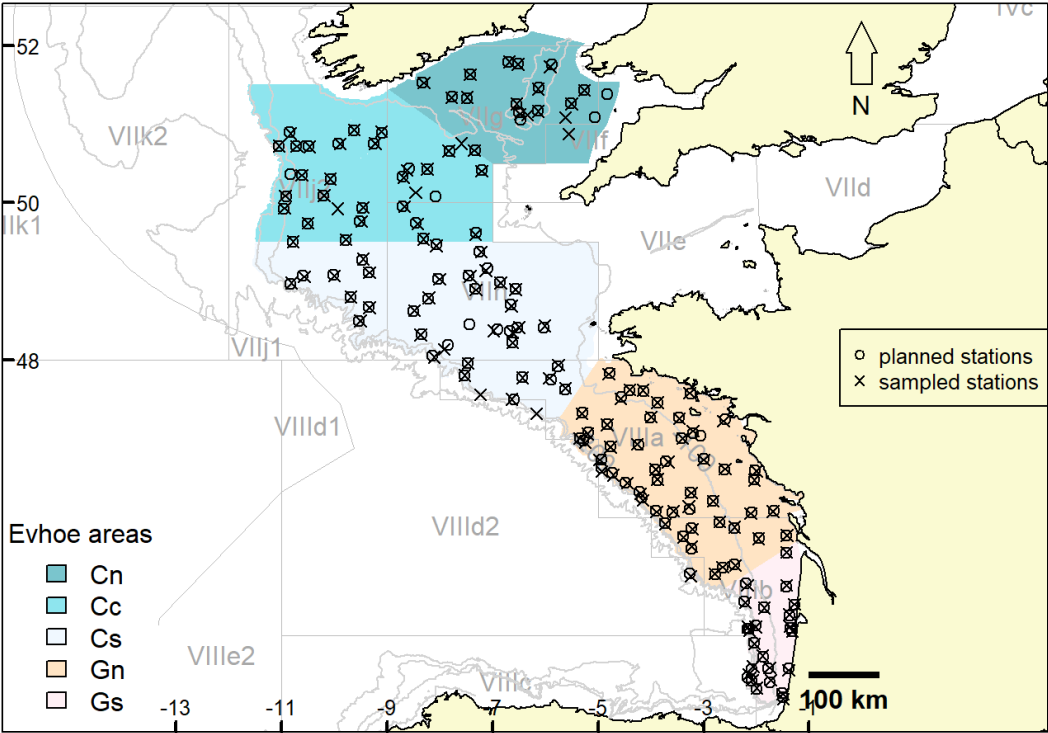 IVc
52
N
VIIk2
VIIg
VIIf
VIId
50
VIIj2
IIk1
VIIe
VIIh
48
VIIj1
planned stations
sampled stations
VIIId1
VIIIa
100
VIIId2
Evhoe areas
Cn
Cc
Cs
Gn
Gs
VIIIb
VIIIe2
VIIIc
100 km
-13
-11
-9
-7
-5
-3
-1